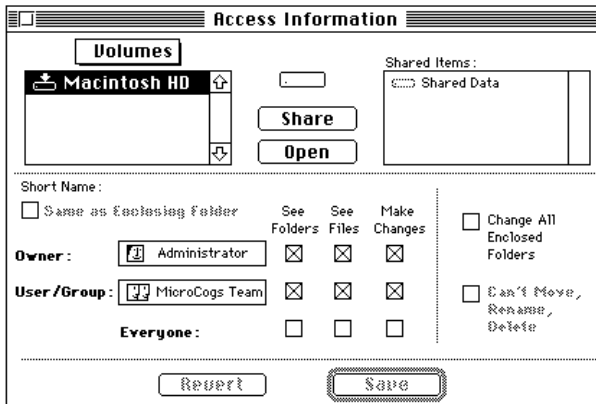 Access Information
Volumes
Macintosh HD
Share
Open
Shared Items:
Shared Data
Short Name:
Same as Enclosing Folder
See Folders
See Files
Make Changes
Owner: Administrator
User/Group: MicroCogs Team
Everyone:
Change All
Enclosed
Folders
Can't Move,
Rename,
Delete
Revert
Save